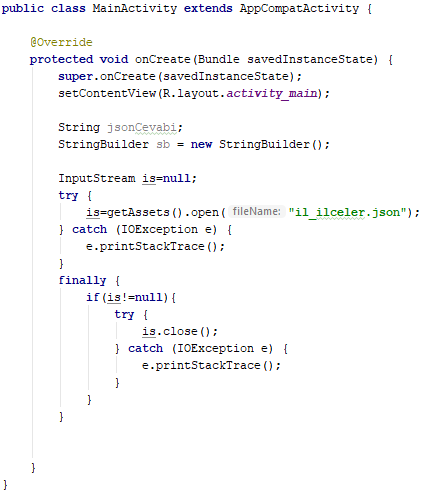 public class MainActivity extends AppCompatActivity {
@Override
protected void onCreate(Bundle savedInstanceState) {
super.onCreate(savedInstanceState);
setContentView(R.layout.activity_main);
String jsonCevabi;
StringBuilder sb = new StringBuilder();
InputStream is=null;
try {
is=getAssets().open( fileName: "il_ilceler.json");
} catch (IOException e) {
e.printStackTrace();
}
finally {
if(is!=null){
try {
is.close();
} catch (IOException e) {
e.printStackTrace();
}
}
}
}
}